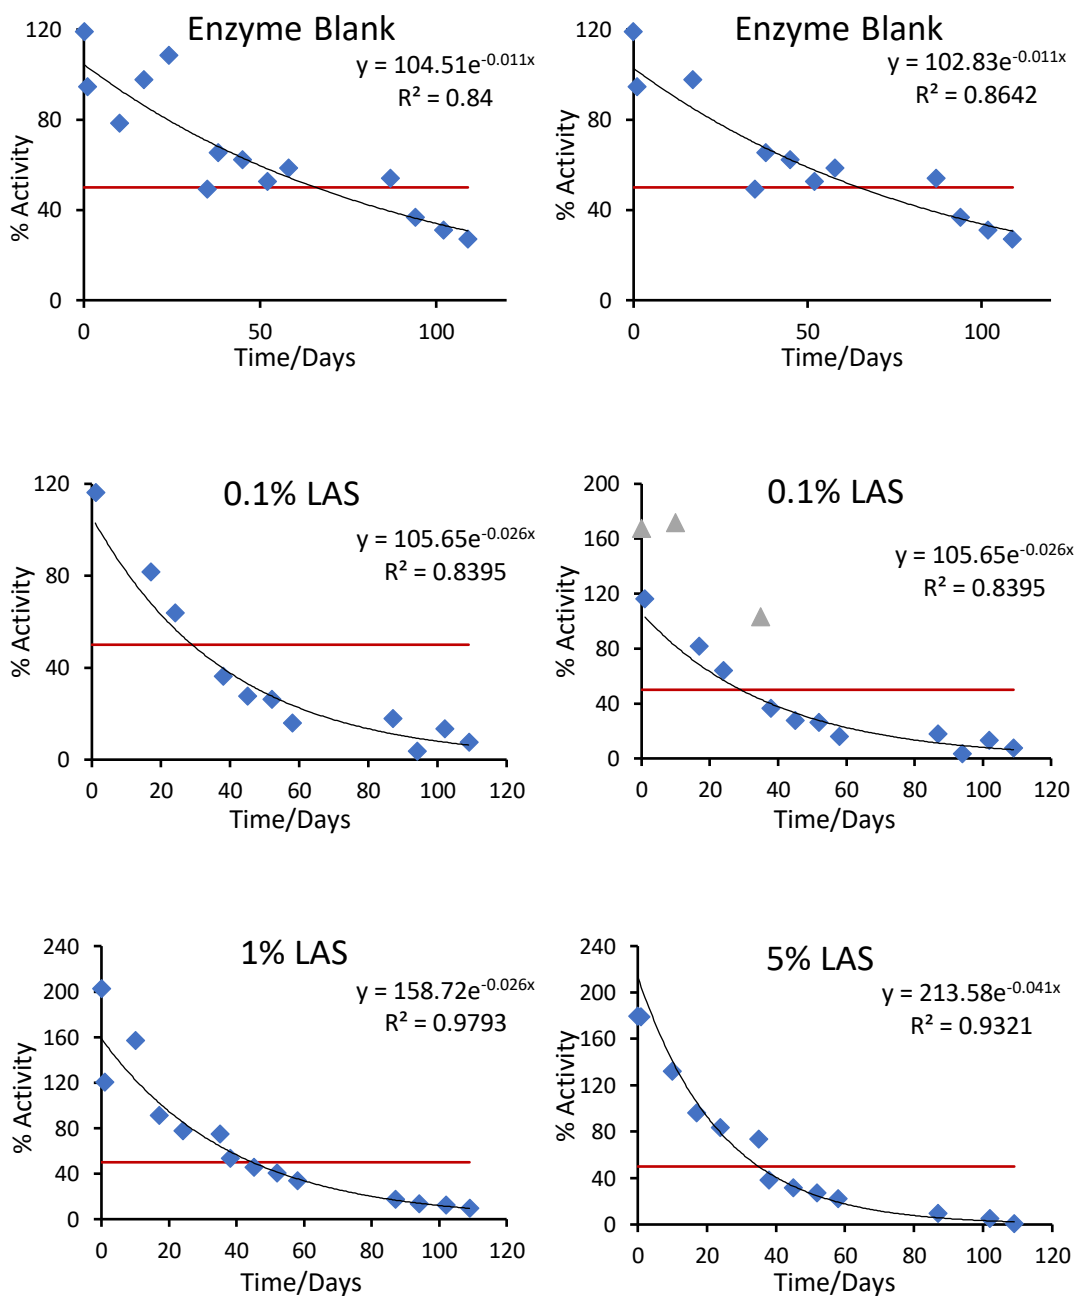 Enzyme Blank
y = 104.51e^-0.011x
R² = 0.84
120
80
40
0
% Activity
0 50 100
Time/Days
Enzyme Blank
y = 102.83e^-0.011x
R² = 0.8642
120
80
40
0
% Activity
0 50 100
Time/Days
0.1% LAS
y = 105.65e^-0.026x
R² = 0.8395
120
80
40
0
% Activity
0 20 40 60 80 100 120
Time/Days
0.1% LAS
y = 105.65e^-0.026x
R² = 0.8395
200
160
120
80
40
0
% Activity
0 20 40 60 80 100 120
Time/Days
1% LAS
y = 158.72e^-0.026x
R² = 0.9793
240
200
160
120
80
40
0
% Activity
0 20 40 60 80 100 120
Time/Days
5% LAS
y = 213.58e^-0.041x
R² = 0.9321
240
200
160
120
80
40
0
% Activity
0 20 40 60 80 100 120
Time/Days